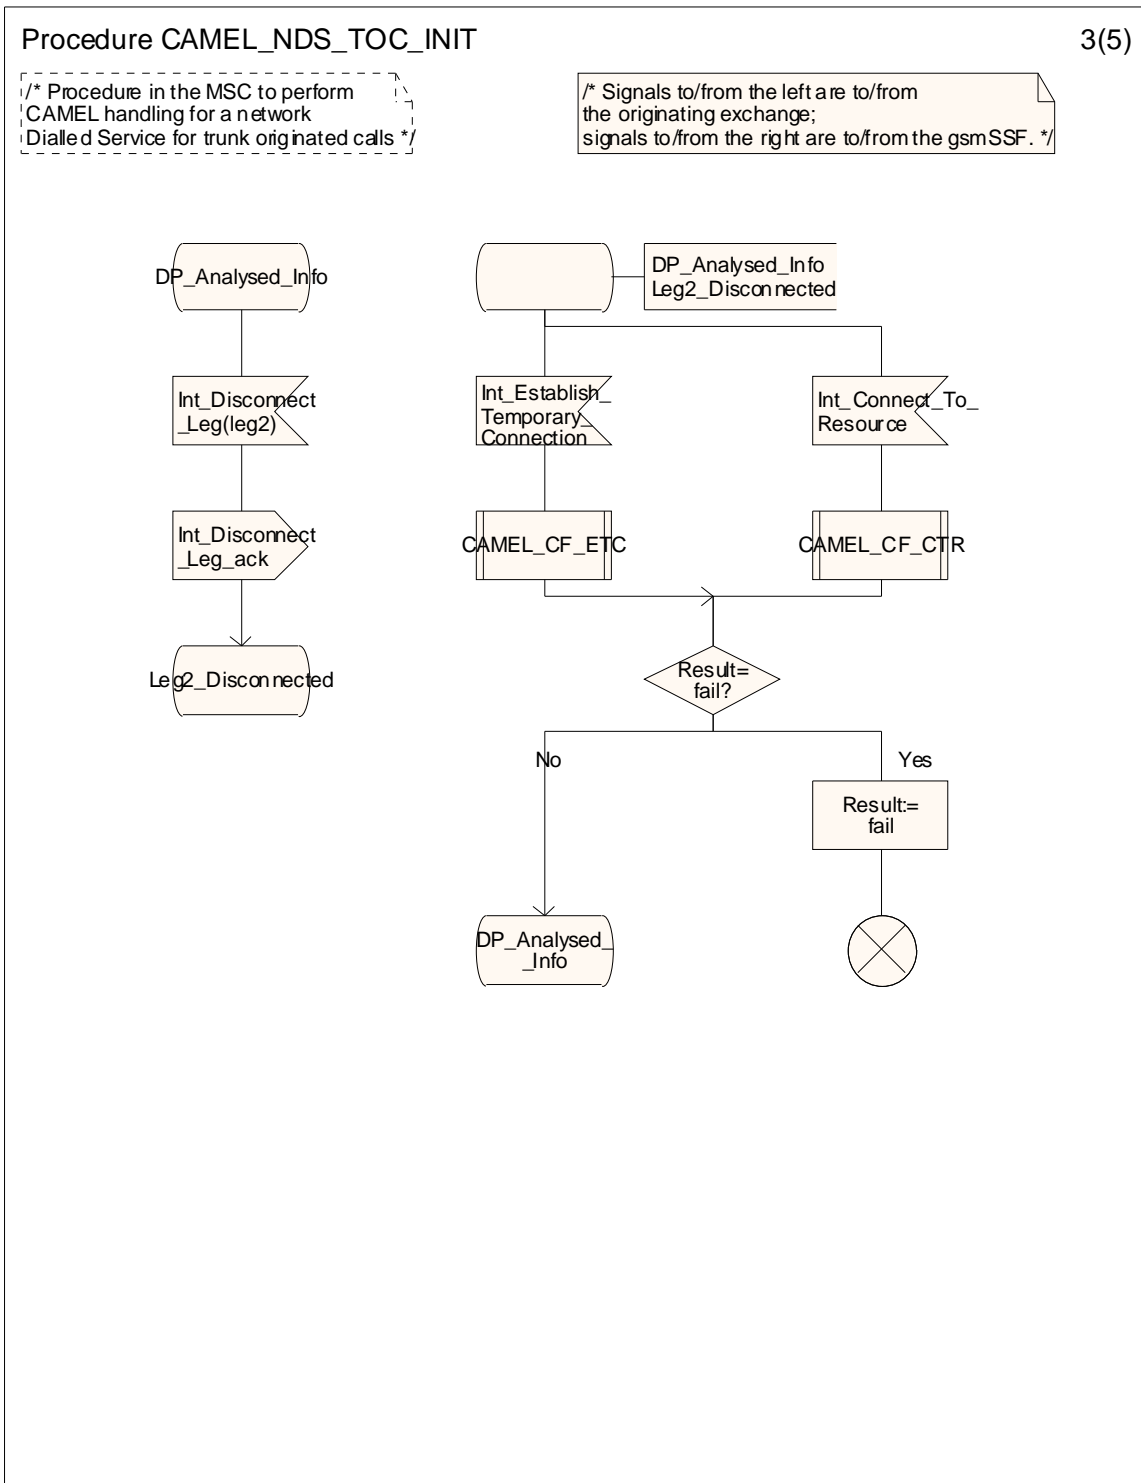 Procedure CAMEL_NDS_TOC_INIT
3(5)
/* Procedure in the MSC to perform
CAMEL handling for a network
Dialled Service for trunk originated calls */
/* Signals to/from the left are to/from
the originating exchange;
signals to/from the right are to/from the gsmSSF. */
DP_Analysed_Info
DP_Analysed_Info
Leg2_Disconnected
Int_Disconnect
_Leg(leg2)
Int_Establish_
Temporary_
Connection
Int_Connect_To_
Resource
Int_Disconnect
_Leg_ack
CAMEL_CF_ETC
CAMEL_CF_CTR
Leg2_Disconnected
Result=
fail?
No
Yes
Result:=
fail
DP_Analysed_
_Info